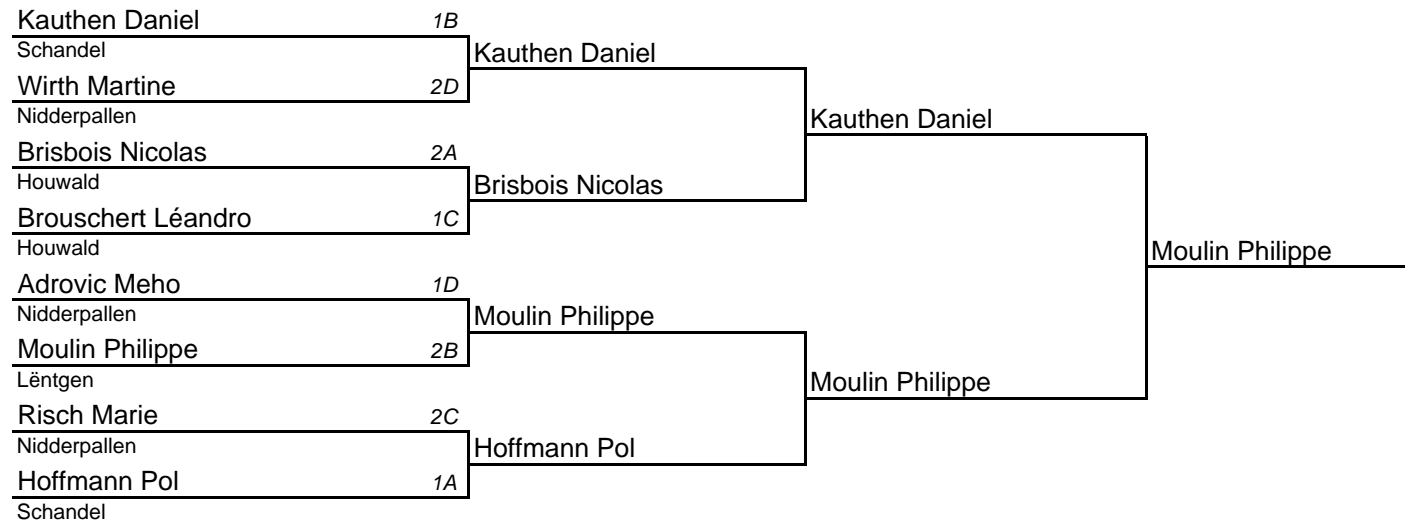 Kauthen Daniel 1B
Schandel
Kauthen Daniel
Wirth Martine 2D
Nidderpallen
Kauthen Daniel
Brisbois Nicolas 2A
Houwald
Brisbois Nicolas
Brouschert Léandro 1C
Houwald
Moulin Philippe
Adrovic Meho 1D
Nidderpallen
Moulin Philippe
Moulin Philippe 2B
Lëntgen
Moulin Philippe
Risch Marie 2C
Nidderpallen
Hoffmann Pol
Hoffmann Pol 1A
Schandel